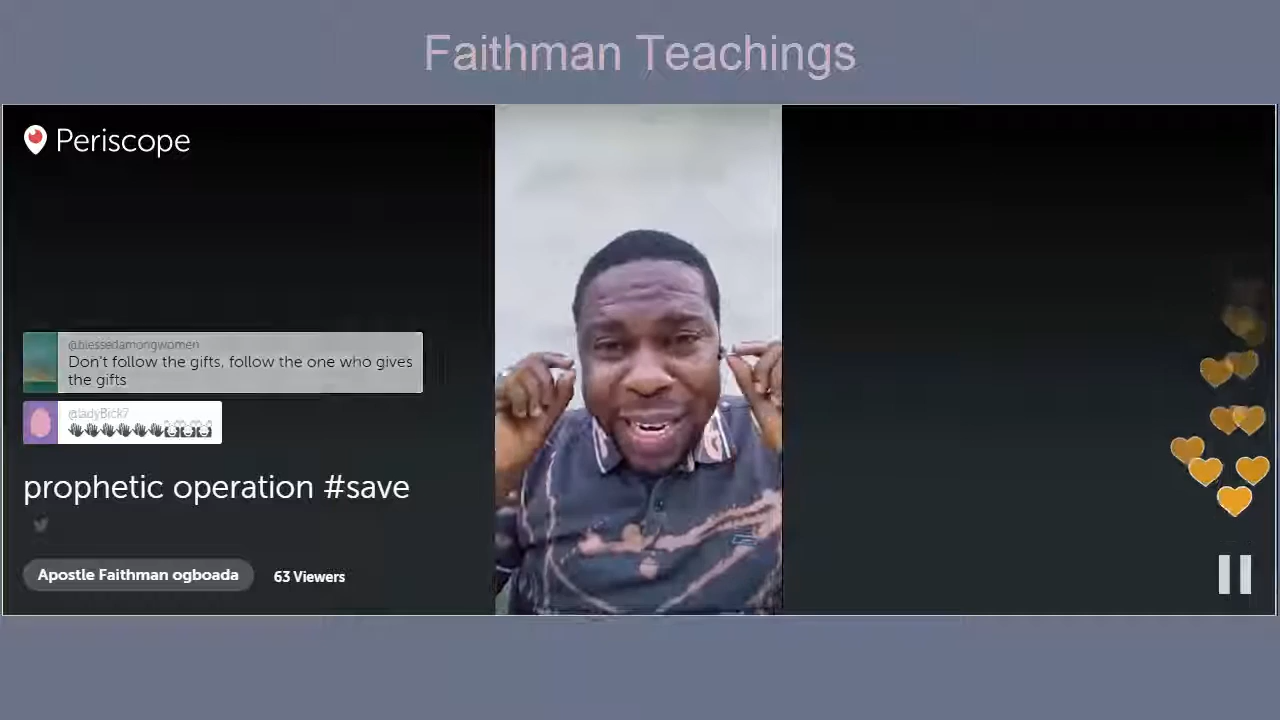 Faithman Teachings
Periscope
@blessedamongwomen
Don't follow the gifts, follow the one who gives
the gifts
@ladyBick7
prophetic operation #save
Apostle Faithman ogboada
63 Viewers